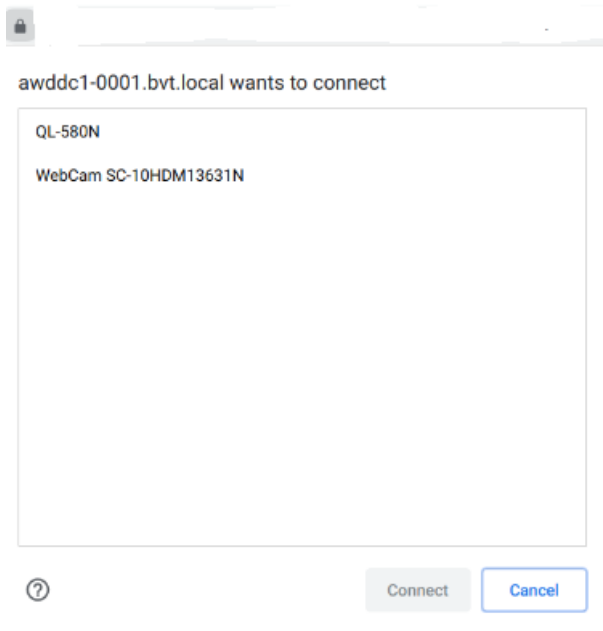 awddc1-0001.bvt.local wants to connect
QL-580N
WebCam SC-10HDM13631N
Connect
Cancel